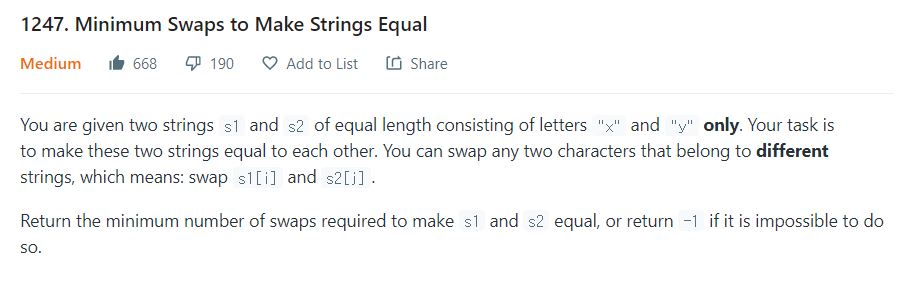 1247. Minimum Swaps to Make Strings Equal
Medium 668 190 Add to List Share
You are given two strings s1 and s2 of equal length consisting of letters "x" and "y" only. Your task is
to make these two strings equal to each other. You can swap any two characters that belong to different
strings, which means: swap s1[i] and s2[j] .
Return the minimum number of swaps required to make s1 and s2 equal, or return -1 if it is impossible to do
so.